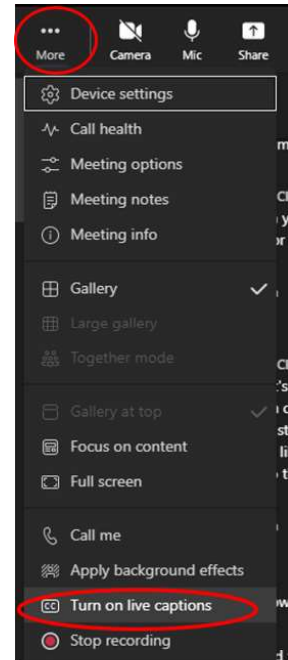 More Camera Mic Share
Device settings
Call health
Meeting options
Meeting notes
Meeting info
Gallery
Large gallery
Together mode
Gallery at top
Focus on content
Full screen
Call me
Apply background effects
CC Turn on live captions
Stop recording